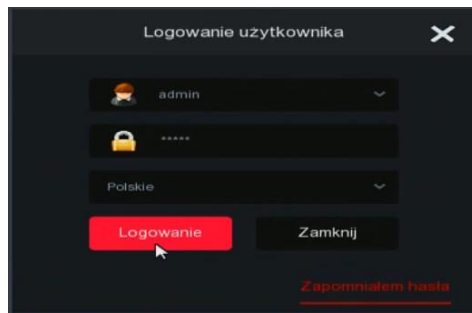 Logowanie użytkownika
admin
*****
Polskie
Logowanie
Zamknij
Zapomniałem hasła